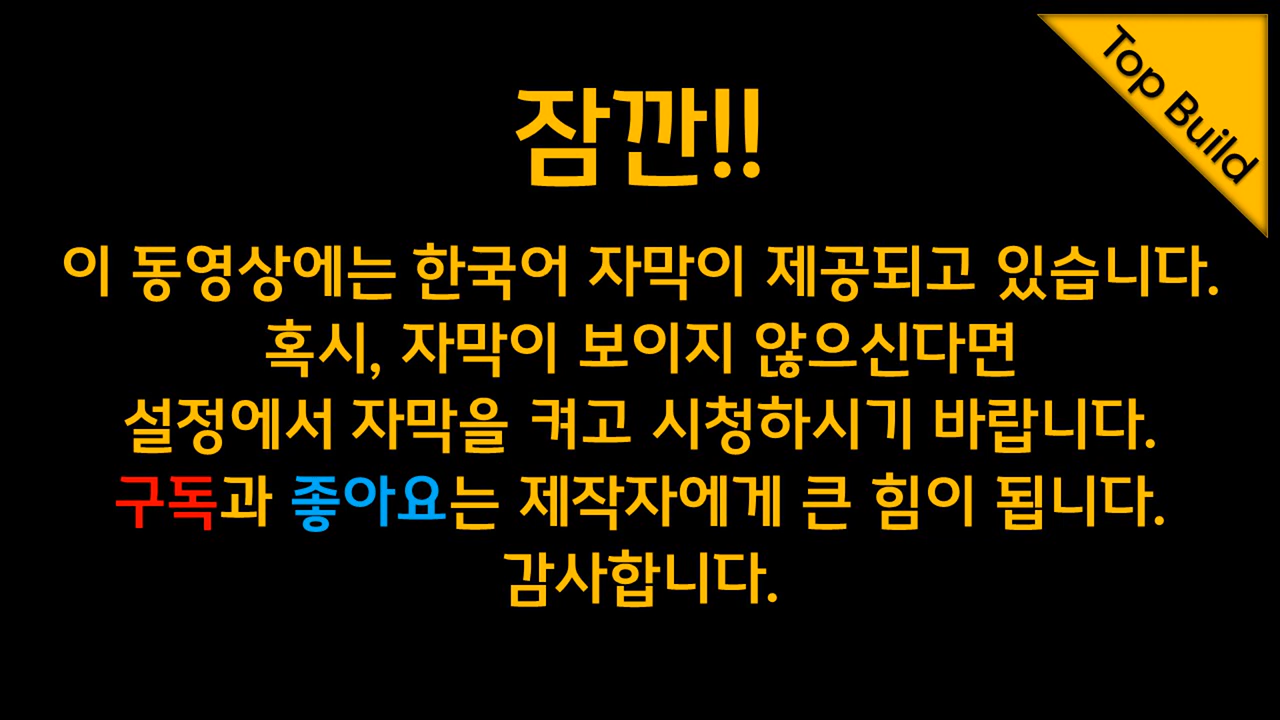 Top Build
잠깐!!
이 동영상에는 한국어 자막이 제공되고 있습니다.
혹시, 자막이 보이지 않으신다면
설정에서 자막을 켜고 시청하시기 바랍니다.
구독과 좋아요는 제작자에게 큰 힘이 됩니다.
감사합니다.